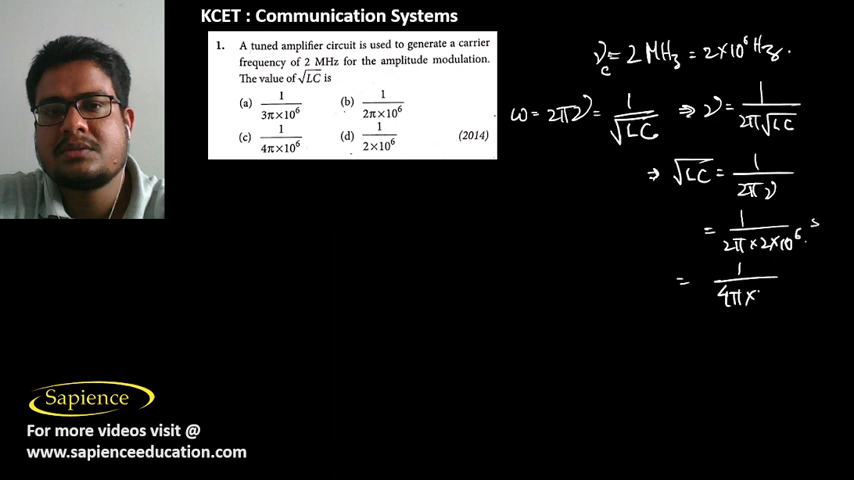 KCET : Communication Systems
1. A tuned amplifier circuit is used to generate a carrier
frequency of 2 MHz for the amplitude modulation.
The value of √LC is
(a) 1/(3π×10⁶) (b) 1/(2π×10⁶)
(c) 1/(4π×10⁶) (d) 1/(2×10⁶) (2014)
ν_c = 2 MHz = 2×10⁶ Hz.
ω = 2πν = 1/√LC ⇒ ν = 1/(2π√LC)
⇒ √LC = 1/(2πν)
= 1/(2π×2×10⁶) s
= 1/(4π×
Sapience
For more videos visit @
www.sapienceeducation.com